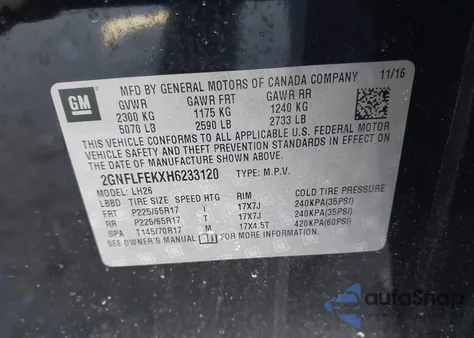 GM
MFD BY GENERAL MOTORS OF CANADA COMPANY 11/16
GVWR GAWR FRT GAWR RR
2300 KG 1175 KG 1240 KG
5070 LB 2590 LB 2733 LB
THIS VEHICLE CONFORMS TO ALL APPLICABLE U.S. FEDERAL MOTOR
VEHICLE SAFETY AND THEFT PREVENTION STANDARDS IN EFFECT ON
THE DATE OF MANUFACTURE SHOWN ABOVE.
2GNFLFEKXH6233120 TYPE: M.P.V.
MODEL: LH26
LBBD TIRE SIZE SPEED RTG RIM COLD TIRE PRESSURE
FRT P225/65R17 T 17X7J 240KPA(35PSI)
RR P225/65R17 T 17X7J 240KPA(35PSI)
SPA T145/70R17 M 17X4.5T 420KPA(60PSI)
SEE OWNER'S MANUAL FOR MORE INFORMATION.
autoSnap